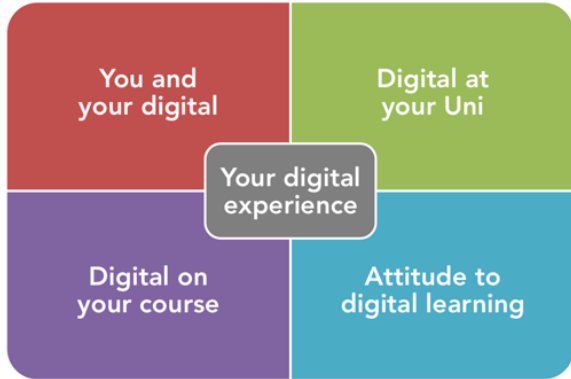 You and
your digital
Digital at
your Uni
Your digital
experience
Digital on
your course
Attitude to
digital learning